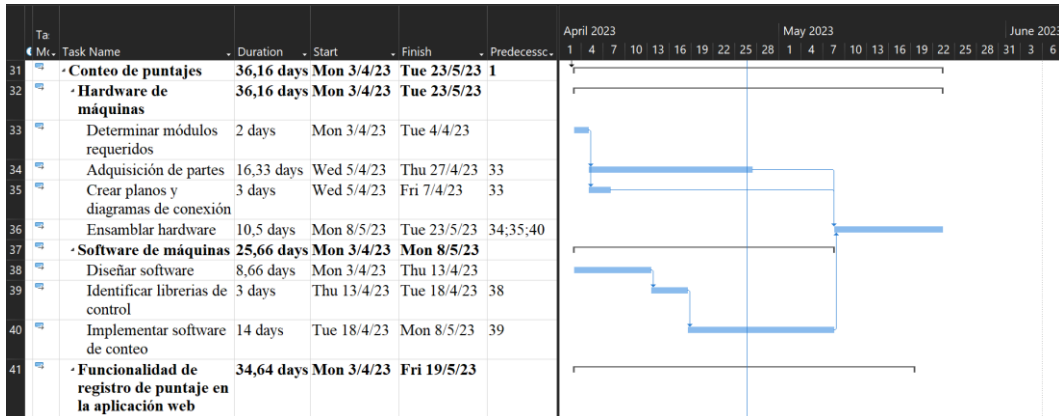 Ta:
Mc Task Name Duration Start Finish Predecessc
April 2023 May 2023 June 2023
1 4 7 10 13 16 19 22 25 28 1 4 7 10 13 16 19 22 25 28 31 3 6
31 Conteo de puntajes 36,16 days Mon 3/4/23 Tue 23/5/23 1
32 Hardware de 36,16 days Mon 3/4/23 Tue 23/5/23
máquinas
33 Determinar módulos 2 days Mon 3/4/23 Tue 4/4/23
requeridos
34 Adquisición de partes 16,33 days Wed 5/4/23 Thu 27/4/23 33
35 Crear planos y 3 days Wed 5/4/23 Fri 7/4/23 33
diagramas de conexión
36 Ensamblar hardware 10,5 days Mon 8/5/23 Tue 23/5/23 34;35;40
37 Software de máquinas 25,66 days Mon 3/4/23 Mon 8/5/23
38 Diseñar software 8,66 days Mon 3/4/23 Thu 13/4/23
39 Identificar librerias de 3 days Thu 13/4/23 Tue 18/4/23 38
control
40 Implementar software 14 days Tue 18/4/23 Mon 8/5/23 39
de conteo
41 Funcionalidad de 34,64 days Mon 3/4/23 Fri 19/5/23
registro de puntaje en
la aplicación web